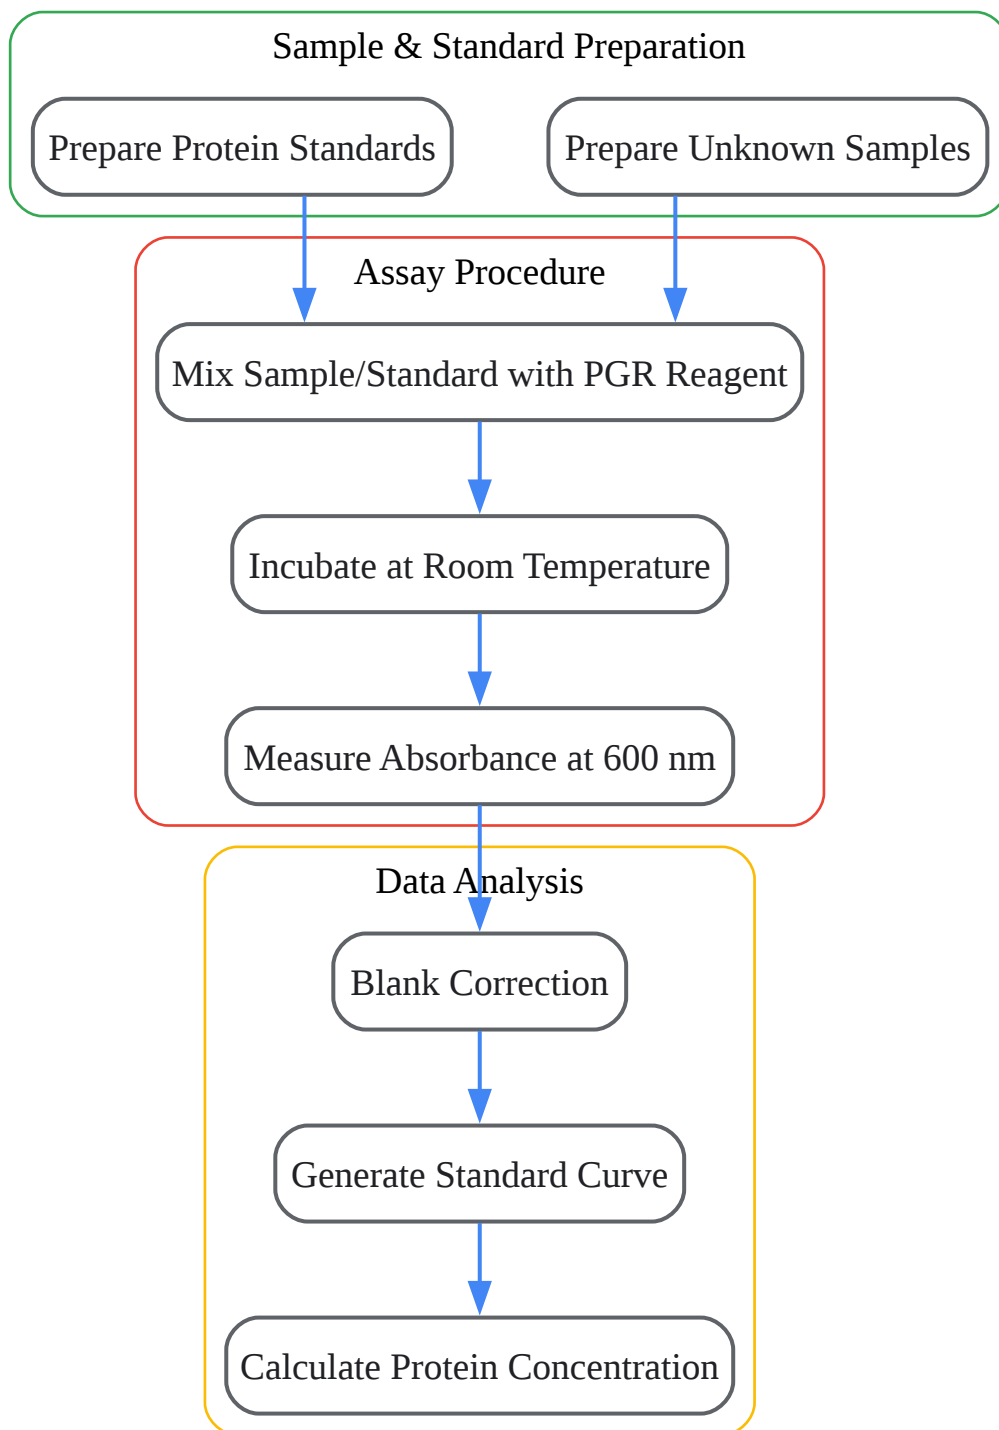 Sample & Standard Preparation
Prepare Protein Standards
Prepare Unknown Samples
Assay Procedure
Mix Sample/Standard with PGR Reagent
Incubate at Room Temperature
Measure Absorbance at 600 nm
Data Analysis
Blank Correction
Generate Standard Curve
Calculate Protein Concentration